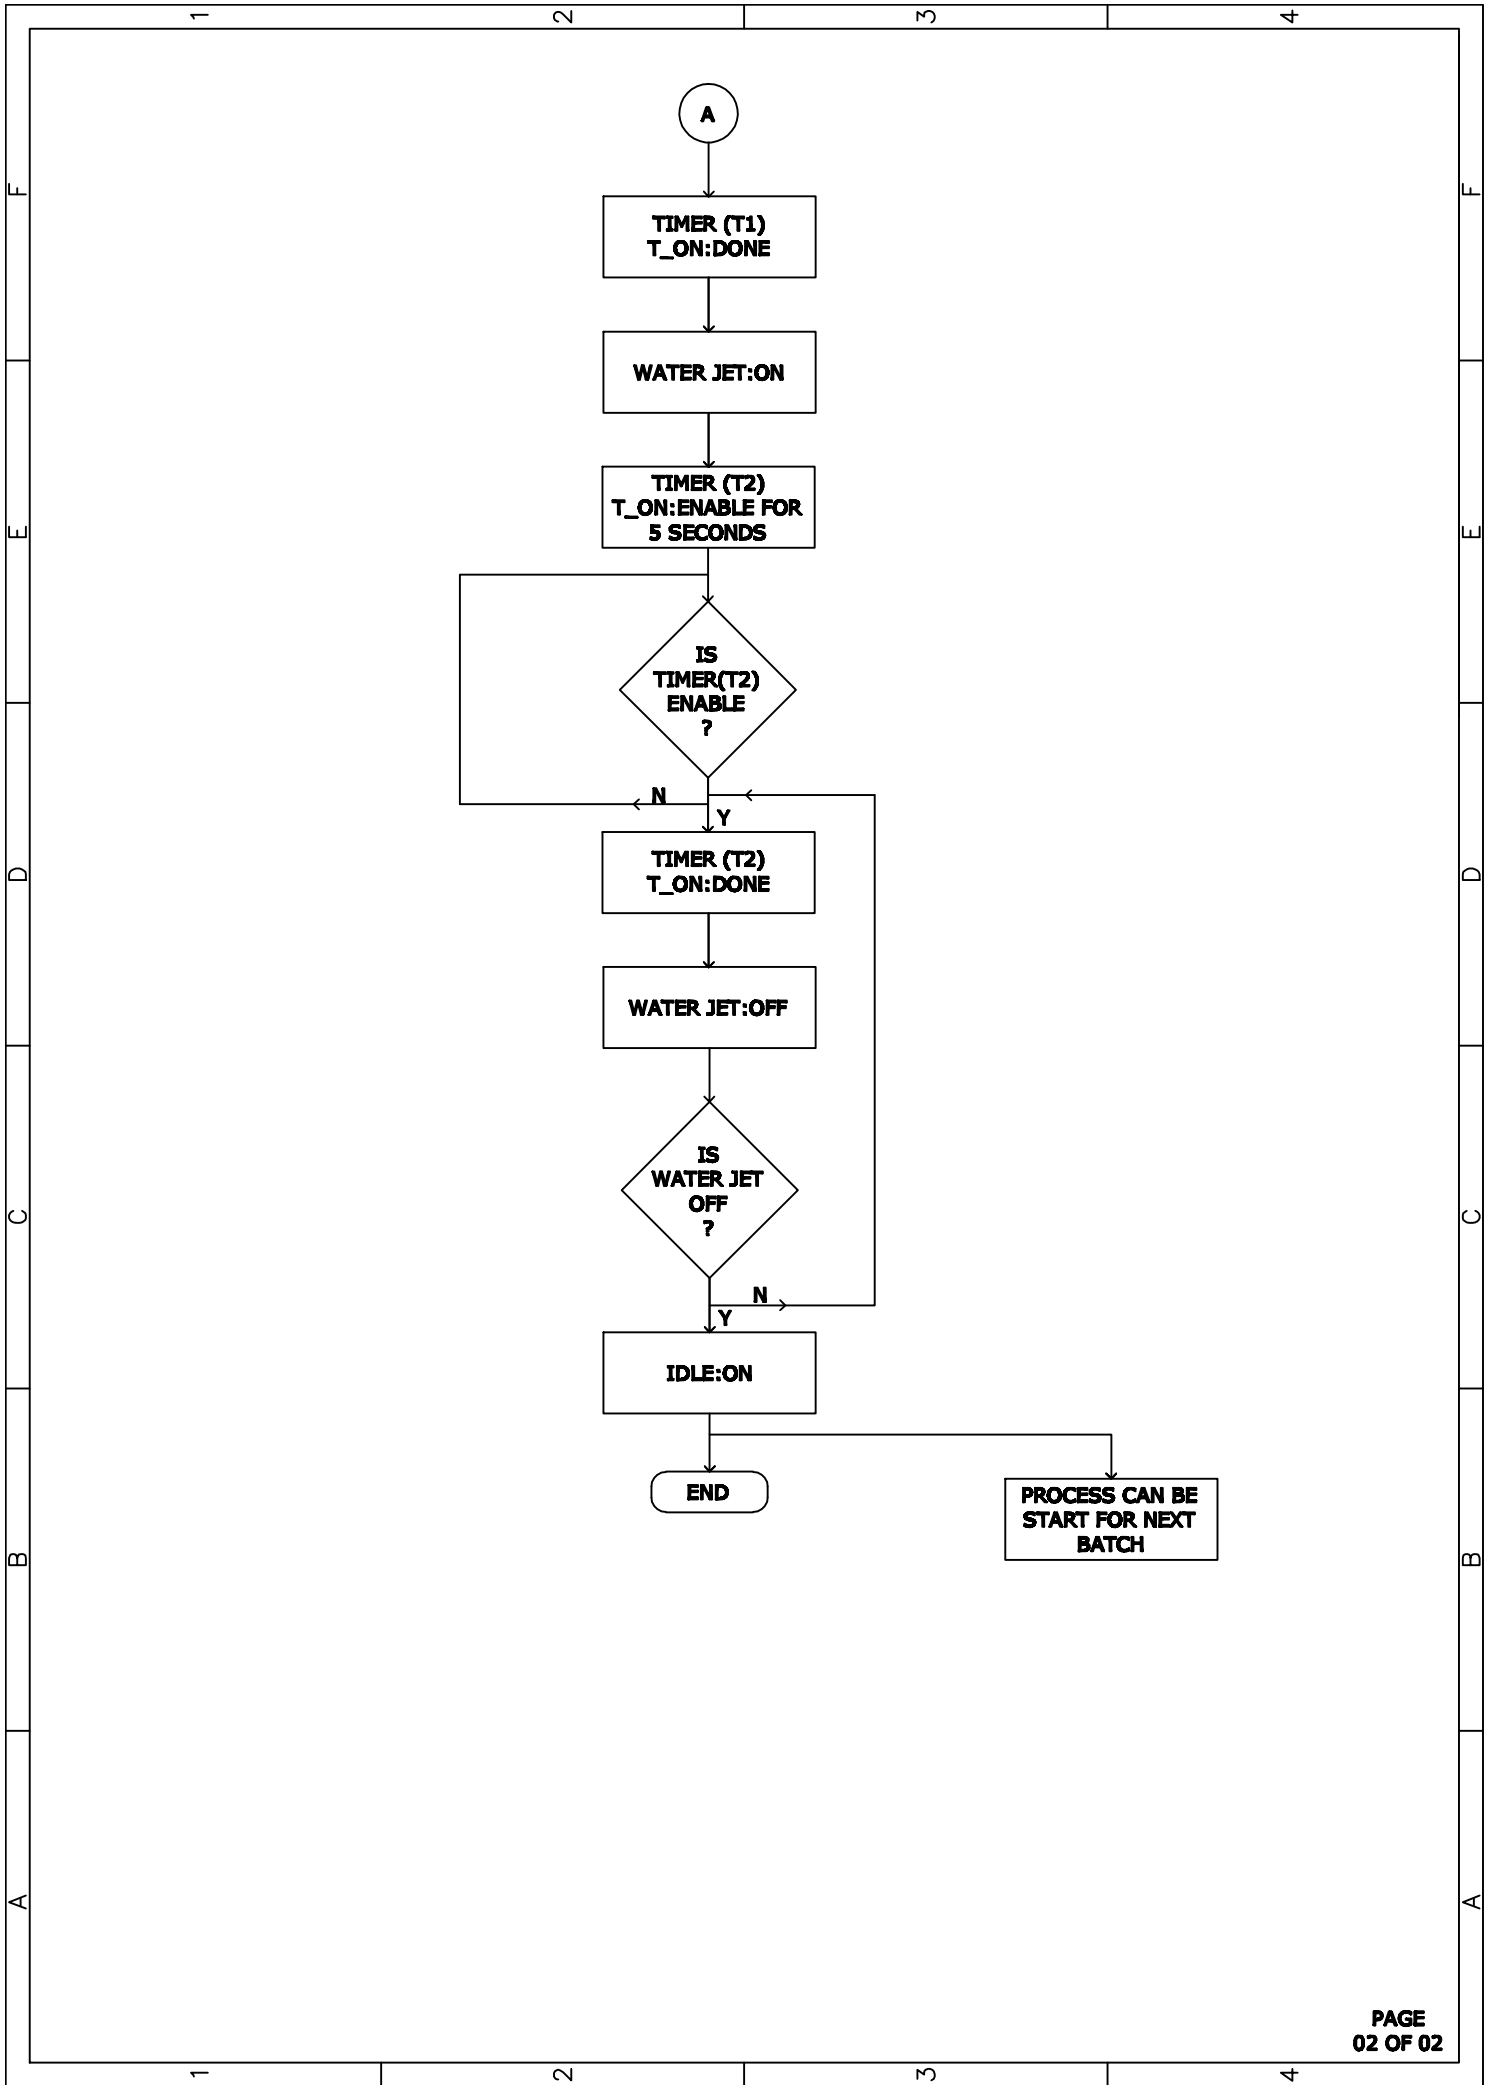 1
2
3
4
A
F
F
TIMER (T1)
T_ON:DONE
WATER JET:ON
TIMER (T2)
T_ON:ENABLE FOR
5 SECONDS
E
E
IS
TIMER(T2)
ENABLE
?
N
Y
TIMER (T2)
T_ON:DONE
D
D
WATER JET:OFF
IS
WATER JET
OFF
?
C
C
N
Y
IDLE:ON
END
PROCESS CAN BE
START FOR NEXT
BATCH
B
B
A
A
PAGE
02 OF 02
1
2
3
4